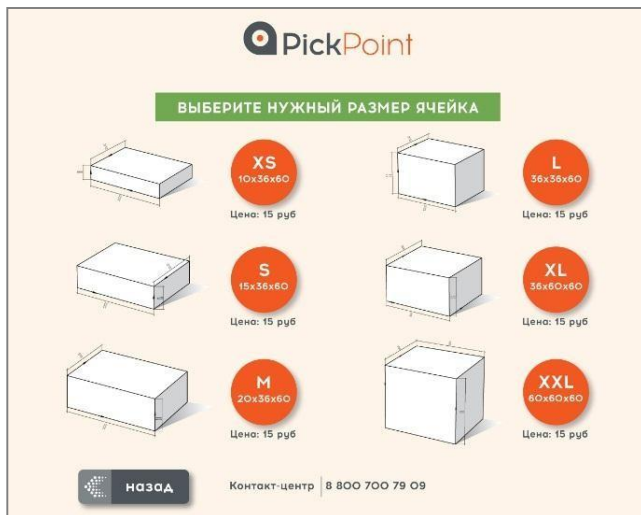 PickPoint
ВЫБЕРИТЕ НУЖНЫЙ РАЗМЕР ЯЧЕЙКА
XS
10x36x60
Цена: 15 руб
L
36x36x60
Цена: 15 руб
S
15x36x60
Цена: 15 руб
XL
36x60x60
Цена: 15 руб
M
20x36x60
Цена: 15 руб
XXL
60x60x60
Цена: 15 руб
назад
Контакт-центр | 8 800 700 79 09